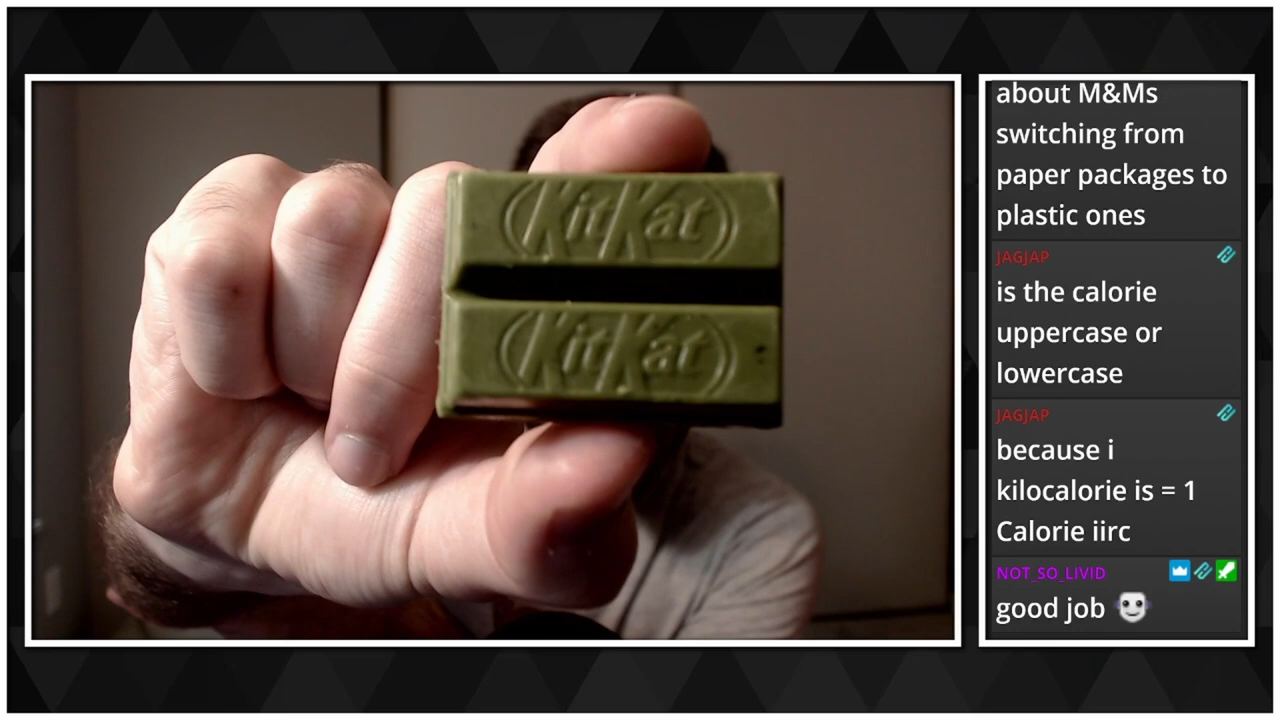 KitKat
KitKat
about M&Ms
switching from
paper packages to
plastic ones
JAGJAP
is the calorie
uppercase or
lowercase
JAGJAP
because i
kilocalorie is = 1
Calorie iirc
NOT_SO_LIVID
good job